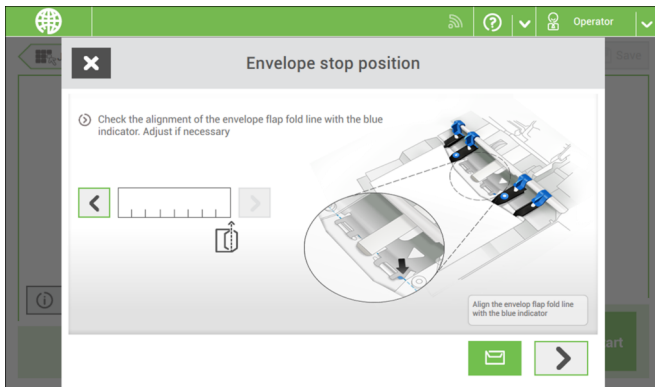 Operator
Save
Envelope stop position
Check the alignment of the envelope flap fold line with the blue
indicator. Adjust if necessary
Align the envelop flap fold line
with the blue indicator